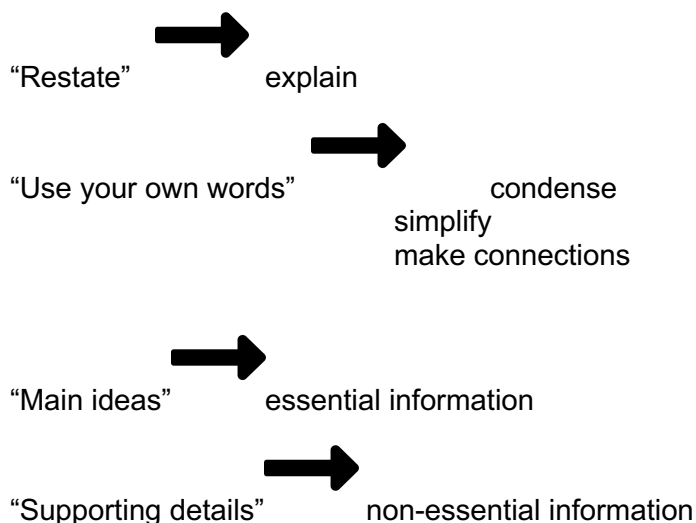 “Restate” explain
“Use your own words” condense
simplify
make connections
“Main ideas” essential information
“Supporting details” non-essential information